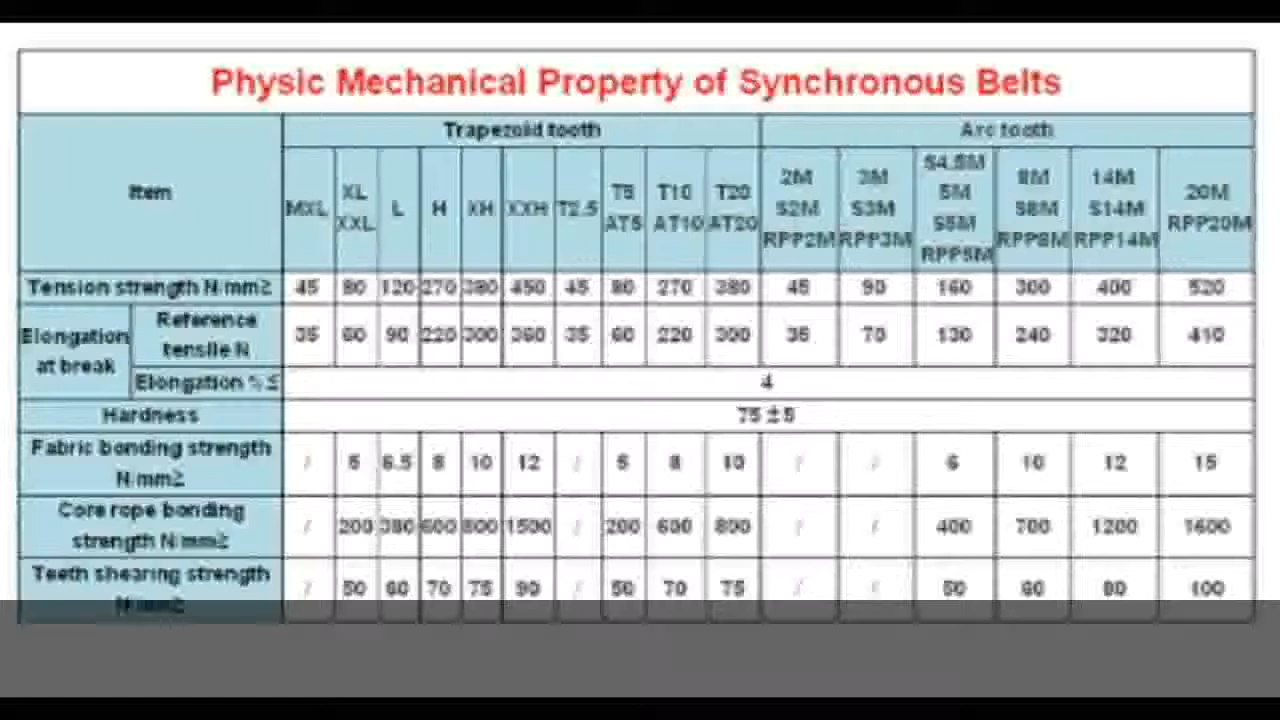 Physic Mechanical Property of Synchronous Belts
Item
Trapezoid tooth
Arc tooth
MXL
XL
XXL
L
H
XH
XXH
T2.5
T5
AT5
T10
AT10
T20
AT20
2M
S2M
RPP2M
3M
S3M
RPP3M
S4.5M
5M
S5M
RPP5M
8M
S8M
RPP8M
14M
S14M
RPP14M
20M
RPP20M
Tension strength N/mm≥ 45 80 120 270 380 450 45 80 270 380 45 90 160 300 400 520
Elongation
at break
Reference
tensile N
35 60 90 220 300 360 35 60 220 300 35 70 130 240 320 410
Elongation % ≤ 4
Hardness 75 ± 5
Fabric bonding strength
N/mm≥
/ 5 6.5 8 10 12 / 5 8 10 / / 6 10 12 15
Core rope bonding
strength N/mm≥
/ 200 380 600 800 1500 / 200 600 800 / / 400 700 1200 1600
Teeth shearing strength
N/mm≥
/ 50 60 70 75 90 / 50 70 75 / / 50 60 80 100